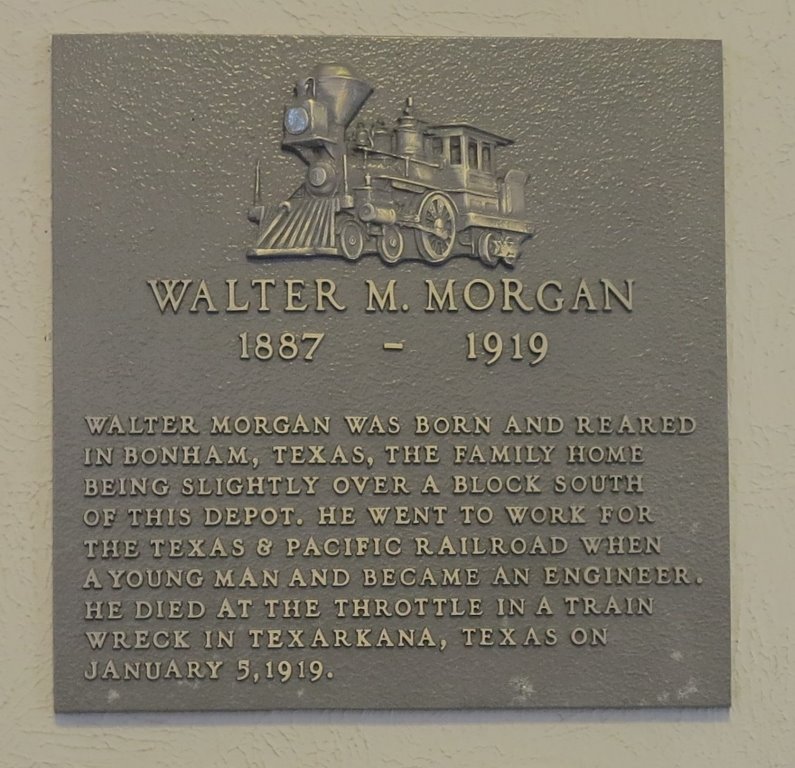 WALTER M. MORGAN
1887 - 1919
WALTER MORGAN WAS BORN AND REARED
IN BONHAM, TEXAS, THE FAMILY HOME
BEING SLIGHTLY OVER A BLOCK SOUTH
OF THIS DEPOT. HE WENT TO WORK FOR
THE TEXAS & PACIFIC RAILROAD WHEN
A YOUNG MAN AND BECAME AN ENGINEER.
HE DIED AT THE THROTTLE IN A TRAIN
WRECK IN TEXARKANA, TEXAS ON
JANUARY 5, 1919.